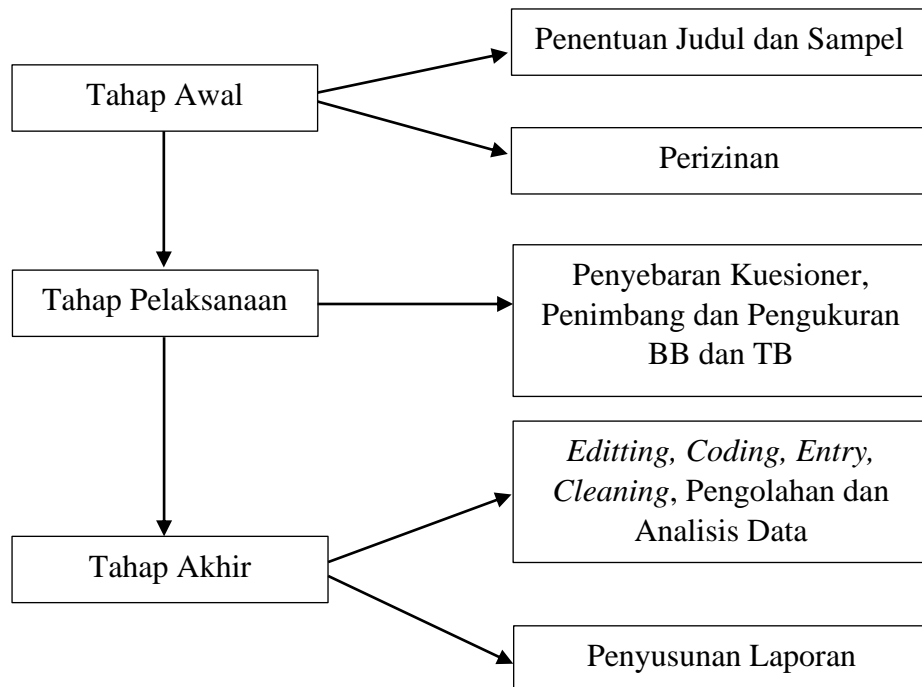 Penentuan Judul dan Sampel
Tahap Awal
Perizinan
Tahap Pelaksanaan
Penyebaran Kuesioner,
Penimbang dan Pengukuran
BB dan TB
Editting, Coding, Entry,
Cleaning, Pengolahan dan
Analisis Data
Tahap Akhir
Penyusunan Laporan